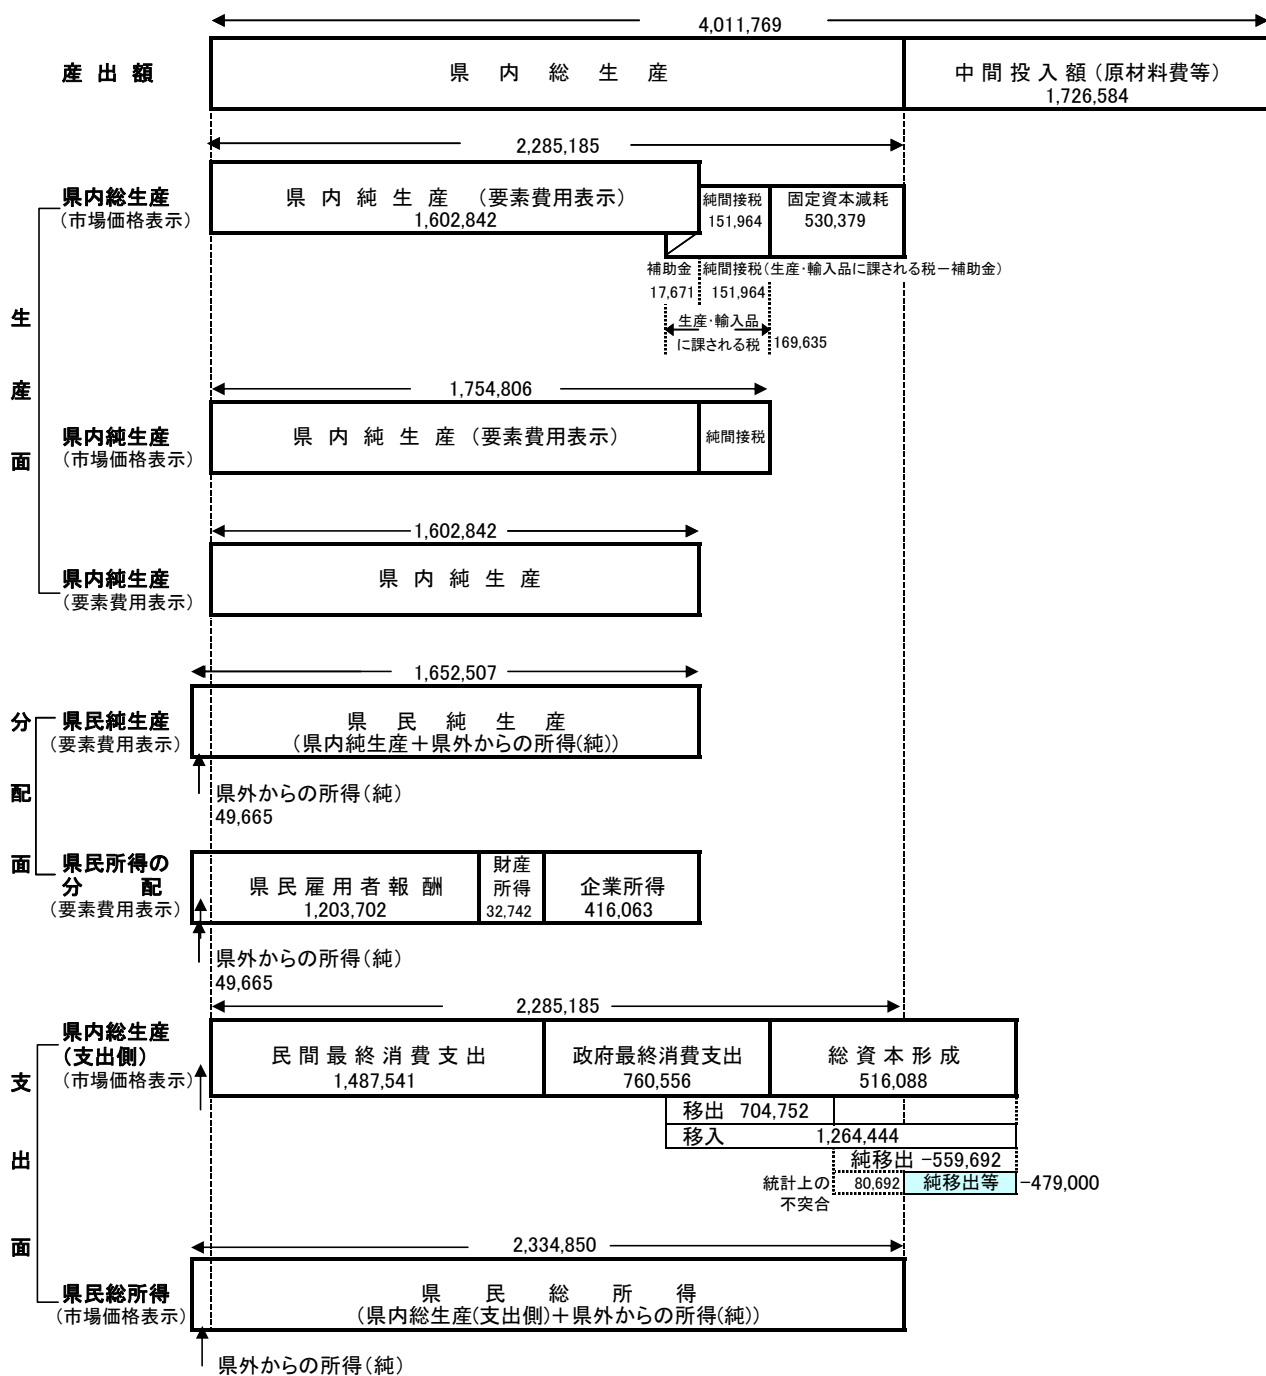 4,011,769
産出額
県内総生産
中間投入額(原材料費等)
1,726,584
2,285,185
県内総生産
(市場価格表示)
県内純生産 (要素費用表示)
1,602,842
純間接税
151,964
固定資本減耗
530,379
補助金
17,671
純間接税(生産・輸入品に課される税－補助金)
151,964
生産・輸入品
に課される税
169,635
生産面
1,754,806
県内純生産
(市場価格表示)
県内純生産(要素費用表示)
純間接税
1,602,842
県内純生産
(要素費用表示)
県内純生産
1,652,507
分配面
県民純生産
(要素費用表示)
県民純生産
(県内純生産＋県外からの所得(純))
県外からの所得(純)
49,665
県民所得の
分配
(要素費用表示)
県民雇用者報酬
1,203,702
財産
所得
32,742
企業所得
416,063
県外からの所得(純)
49,665
2,285,185
支出面
県内総生産
(支出側)
(市場価格表示)
民間最終消費支出
1,487,541
政府最終消費支出
760,556
総資本形成
516,088
移出 704,752
移入 1,264,444
純移出 -559,692
統計上の
不突合
80,692
純移出等
-479,000
2,334,850
県民総所得
(市場価格表示)
県民総所得
(県内総生産(支出側)＋県外からの所得(純))
県外からの所得(純)